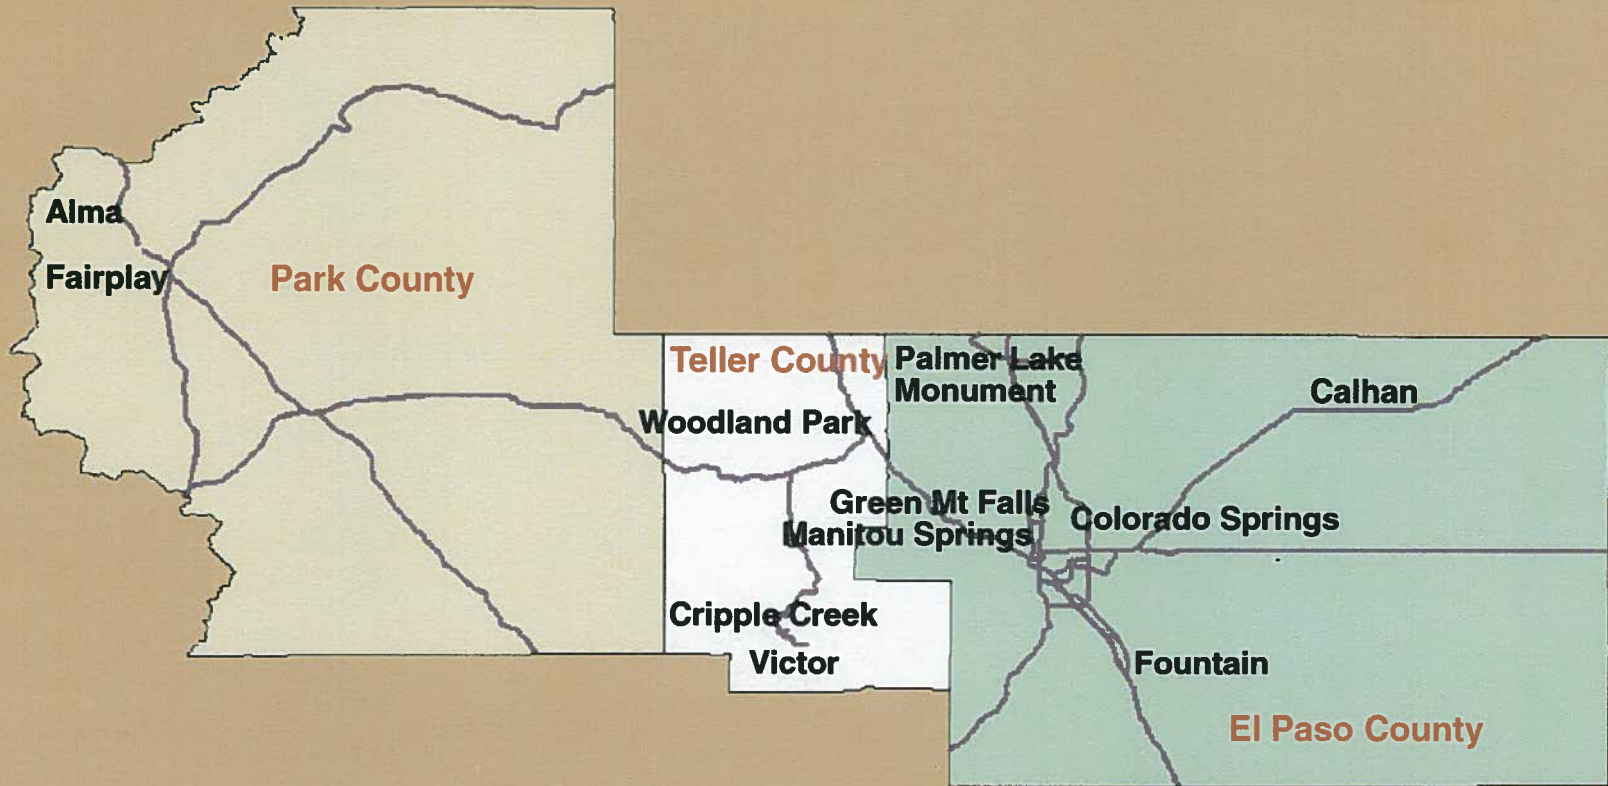 Alma
Fairplay
Park County
Teller County
Palmer Lake
Monument
Calhan
Woodland Park
Green Mt Falls
Manitou Springs
Colorado Springs
Cripple Creek
Victor
Fountain
El Paso County